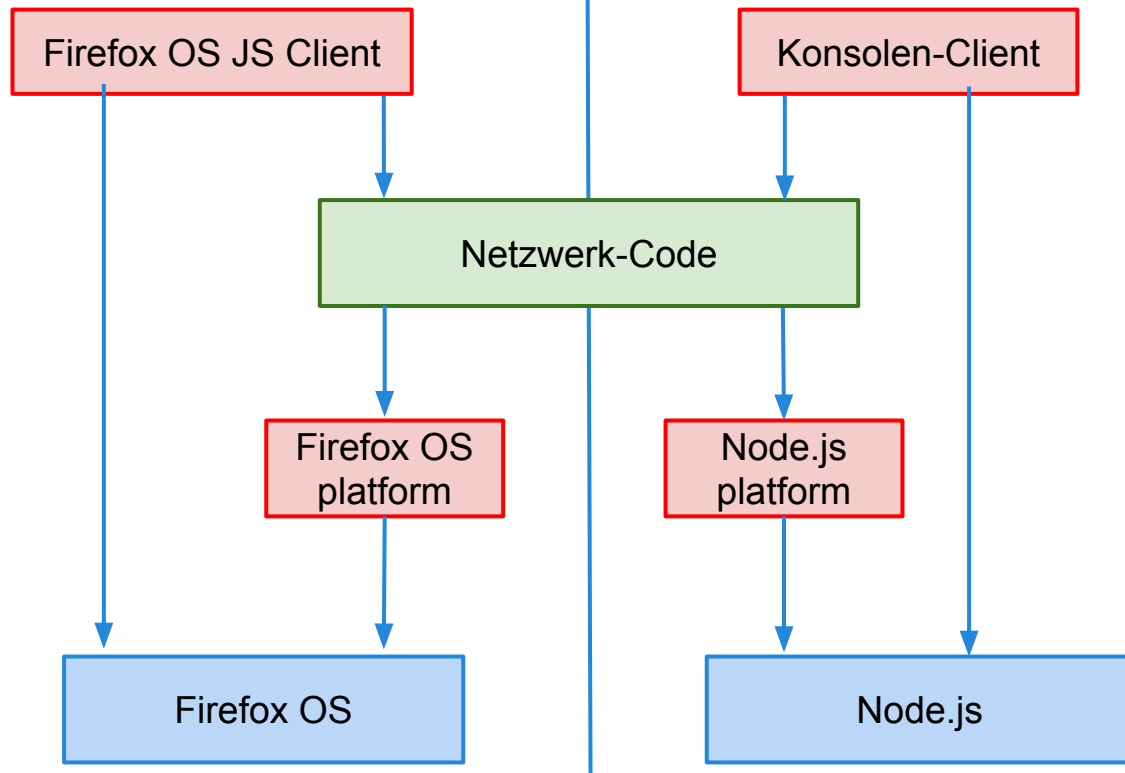 Firefox OS JS Client
Konsolen-Client
Netzwerk-Code
Firefox OS
platform
Node.js
platform
Firefox OS
Node.js